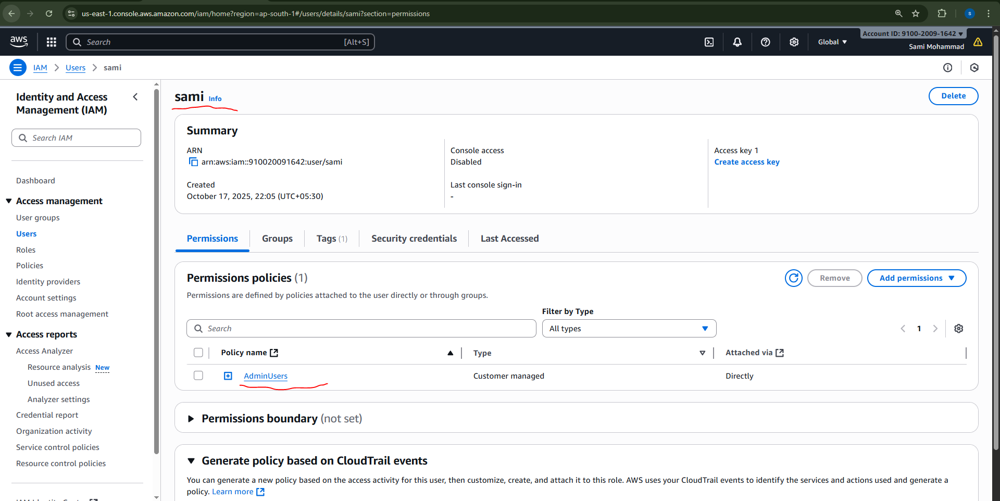 us-east-1.console.aws.amazon.com/iam/home?region=ap-south-1#/users/details/sami?section=permissions
S
aws
Search
[Alt+S]
Global
Account ID: 9100-2009-1642
Sami Mohammad
IAM
Users
sami
Identity and Access
Management (IAM)
Search IAM
Dashboard
Access management
User groups
Users
Roles
Policies
Identity providers
Account settings
Root access management
Access reports
Access Analyzer
Resource analysis New
Unused access
Analyzer settings
Credential report
Organization activity
Service control policies
Resource control policies
sami Info
Delete
Summary
ARN
arn:aws:iam::910020091642:user/sami
Created
October 17, 2025, 22:05 (UTC+05:30)
Console access
Disabled
Last console sign-in
-
Access key 1
Create access key
Permissions
Groups
Tags (1)
Security credentials
Last Accessed
Permissions policies (1)
Remove
Add permissions
Permissions are defined by policies attached to the user directly or through groups.
Filter by Type
Search
All types
1
Policy name
Type
Attached via
AdminUsers
Customer managed
Directly
Permissions boundary (not set)
Generate policy based on CloudTrail events
You can generate a new policy based on the access activity for this user, then customize, create, and attach it to this role. AWS uses your CloudTrail events to identify the services and actions used and generate a
policy. Learn more